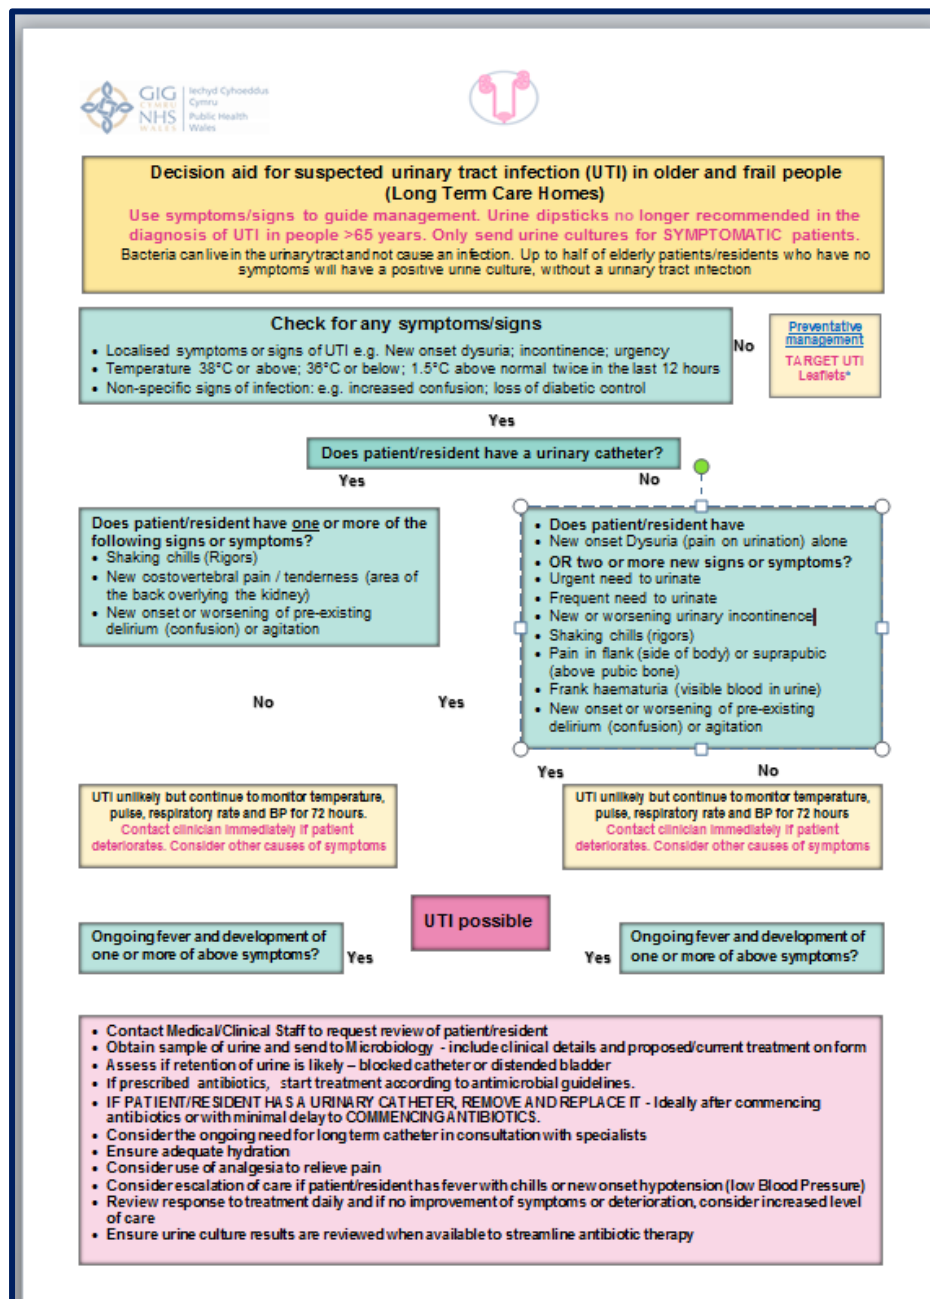 GIG
CYMRU
NHS
WALES
Iechyd Cyhoeddus
Cymru
Public Health
Wales
Decision aid for suspected urinary tract infection (UTI) in older and frail people
(Long Term Care Homes)
Use symptoms/signs to guide management. Urine dipsticks no longer recommended in the
diagnosis of UTI in people >65 years. Only send urine cultures for SYMPTOMATIC patients.
Bacteria can live in the urinary tract and not cause an infection. Up to half of elderly patients/residents who have no
symptoms will have a positive urine culture, without a urinary tract infection
Check for any symptoms/signs
• Localised symptoms or signs of UTI e.g. New onset dysuria; incontinence; urgency
• Temperature 38°C or above; 36°C or below; 1.5°C above normal twice in the last 12 hours
• Non-specific signs of infection: e.g. increased confusion; loss of diabetic control
No
Preventative
management
TARGET UTI
Leaflets*
Yes
Does patient/resident have a urinary catheter?
Yes
No
Does patient/resident have one or more of the
following signs or symptoms?
• Shaking chills (Rigors)
• New costovertebral pain / tenderness (area of
the back overlying the kidney)
• New onset or worsening of pre-existing
delirium (confusion) or agitation
• Does patient/resident have
• New onset Dysuria (pain on urination) alone
• OR two or more new signs or symptoms?
• Urgent need to urinate
• Frequent need to urinate
• New or worsening urinary incontinence
• Shaking chills (rigors)
• Pain in flank (side of body) or suprapubic
(above pubic bone)
• Frank haematuria (visible blood in urine)
• New onset or worsening of pre-existing
delirium (confusion) or agitation
No
Yes
Yes
No
UTI unlikely but continue to monitor temperature,
pulse, respiratory rate and BP for 72 hours.
Contact clinician immediately if patient
deteriorates. Consider other causes of symptoms
UTI unlikely but continue to monitor temperature,
pulse, respiratory rate and BP for 72 hours
Contact clinician immediately if patient
deteriorates. Consider other causes of symptoms
UTI possible
Ongoing fever and development of
one or more of above symptoms?
Yes
Yes
Ongoing fever and development of
one or more of above symptoms?
• Contact Medical/Clinical Staff to request review of patient/resident
• Obtain sample of urine and send to Microbiology - include clinical details and proposed/current treatment on form
• Assess if retention of urine is likely – blocked catheter or distended bladder
• If prescribed antibiotics, start treatment according to antimicrobial guidelines.
• IF PATIENT/RESIDENT HAS A URINARY CATHETER, REMOVE AND REPLACE IT - Ideally after commencing
antibiotics or with minimal delay to COMMENCING ANTIBIOTICS.
• Consider the ongoing need for long term catheter in consultation with specialists
• Ensure adequate hydration
• Consider use of analgesia to relieve pain
• Consider escalation of care if patient/resident has fever with chills or new onset hypotension (low Blood Pressure)
• Review response to treatment daily and if no improvement of symptoms or deterioration, consider increased level
of care
• Ensure urine culture results are reviewed when available to streamline antibiotic therapy